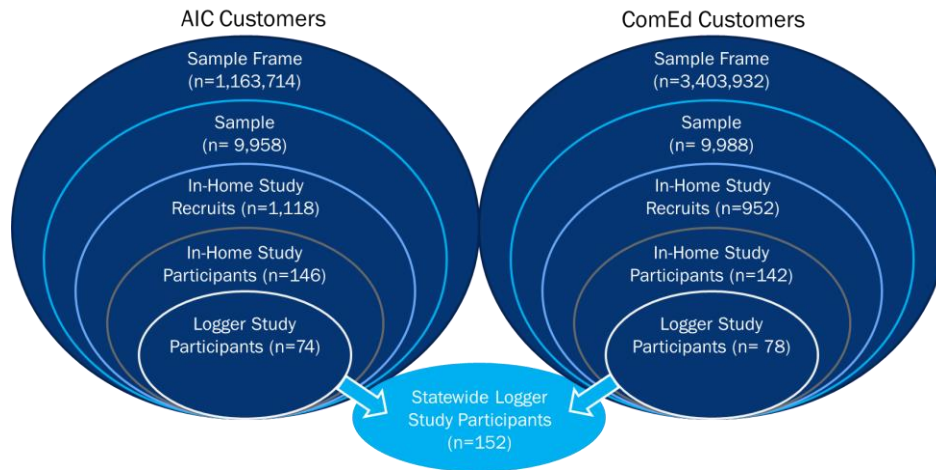 AIC Customers
Sample Frame
(n=1,163,714)
Sample
(n= 9,958)
In-Home Study
Recruits (n=1,118)
In-Home Study
Participants (n=146)
Logger Study
Participants (n=74)
ComEd Customers
Sample Frame
(n=3,403,932)
Sample
(n= 9,988)
In-Home Study
Recruits (n=952)
In-Home Study
Participants (n=142)
Logger Study
Participants (n= 78)
Statewide Logger
Study Participants
(n=152)